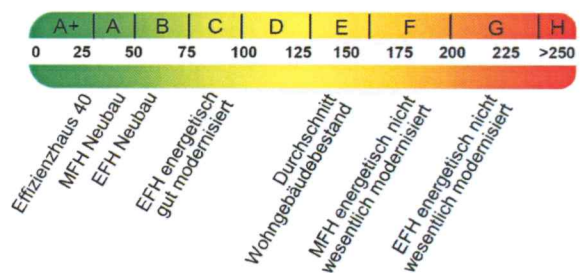 A+ A B C D E F G H
0 25 50 75 100 125 150 175 200 225 >250
Effizienzhaus 40
MFH Neubau
EFH Neubau
EFH energetisch
gut modernisiert
Durchschnitt
Wohngebäudebestand
MFH energetisch nicht
wesentlich modernisiert
EFH energetisch nicht
wesentlich modernisiert